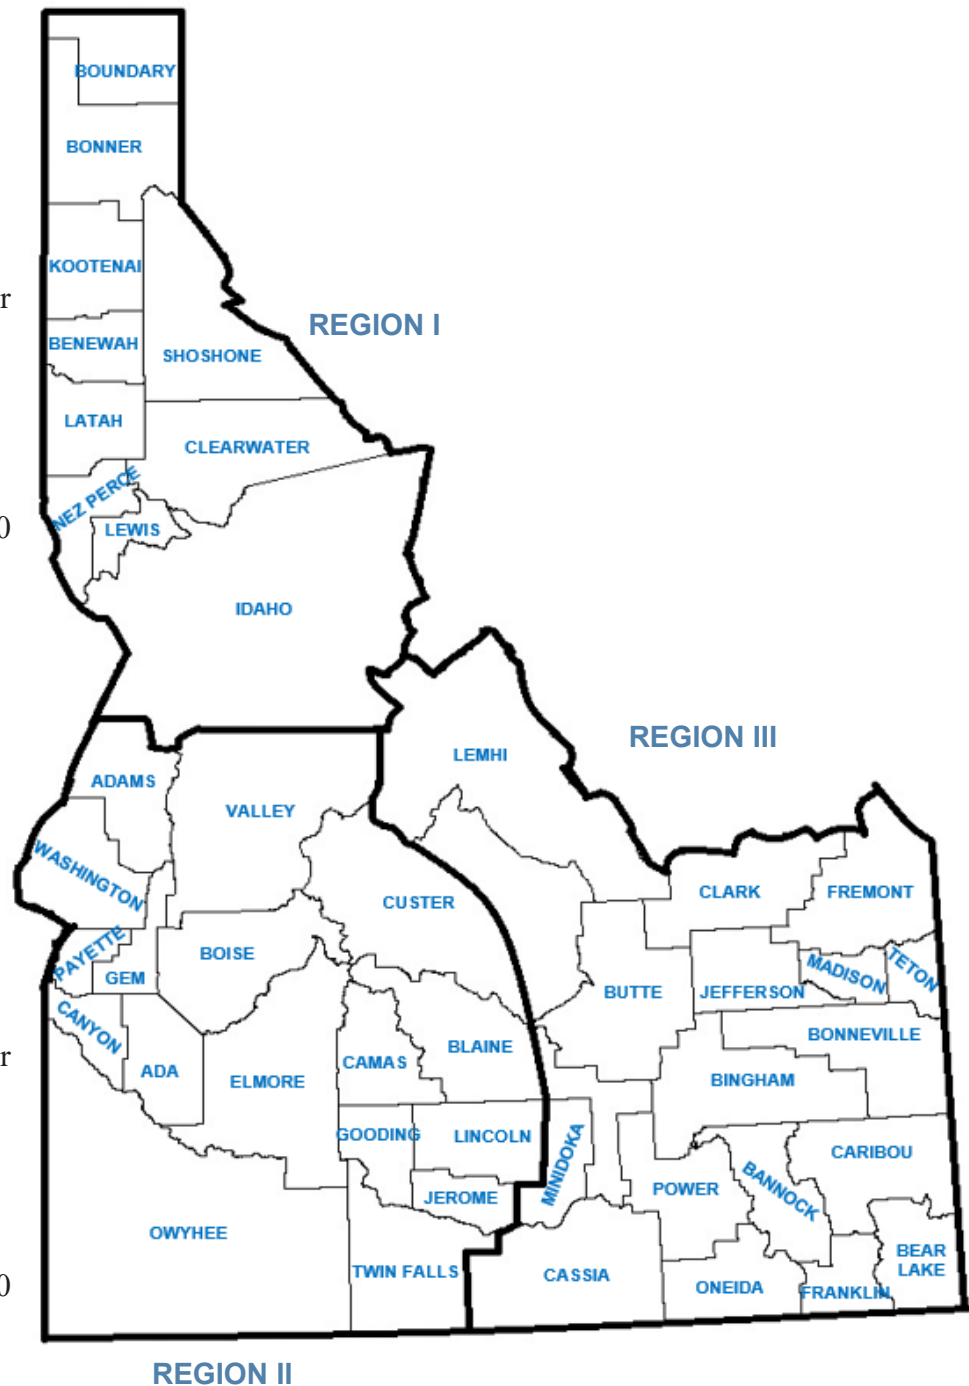 BOUNDARY
BONNER
KOOTENAI
r
REGION I
BENEWAH
SHOSHONE
LATAH
CLEARWATER
NEZ PERCE
0
LEWIS
IDAHO
REGION III
LEMHI
ADAMS
VALLEY
WASHINGTON
CLARK
FREMONT
CUSTER
PAYETTE
BOISE
GEM
MADISON
TETON
BUTTE
JEFFERSON
CANYON
BONNEVILLE
r
ADA
BLAINE
CAMAS
ELMORE
BINGHAM
GOODING
LINCOLN
MINIDOKA
CARIBOU
JEROME
POWER
BANNOCK
OWYHEE
TWIN FALLS
CASSIA
BEAR
LAKE
0
ONEIDA
FRANKLIN
REGION II